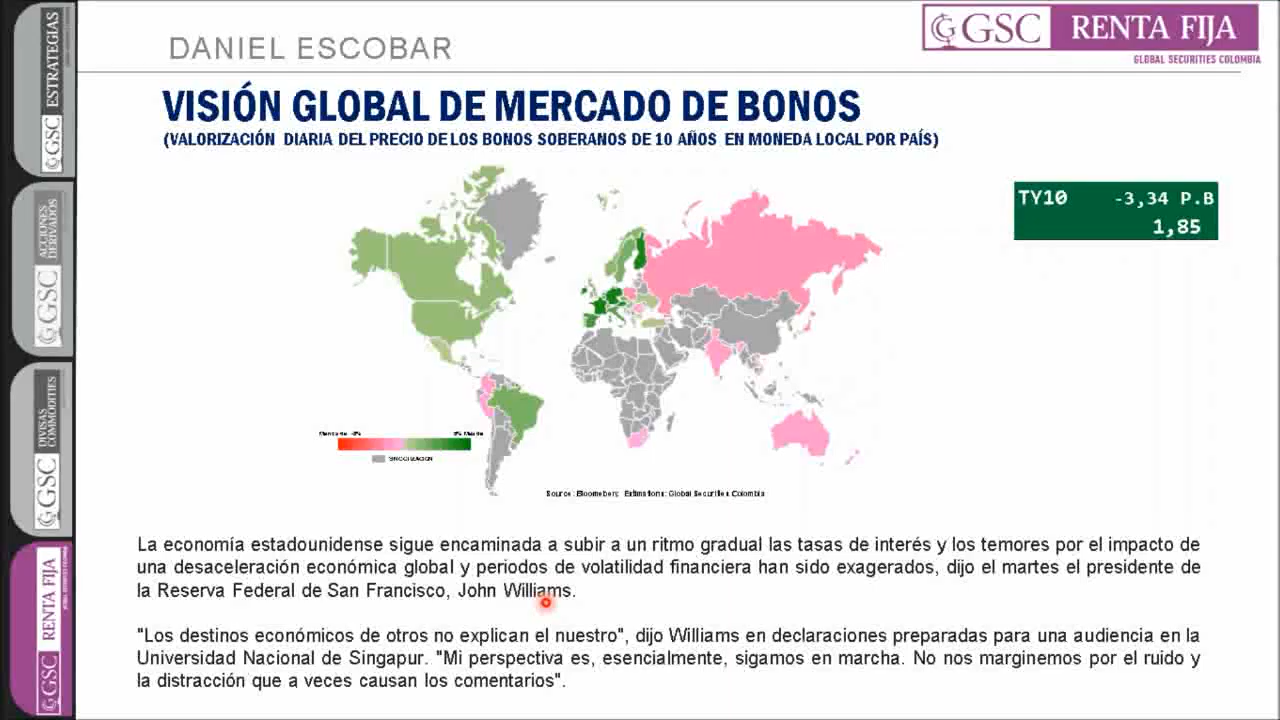 DANIEL ESCOBAR
GSC RENTA FIJA
GLOBAL SECURITIES COLOMBIA
VISIÓN GLOBAL DE MERCADO DE BONOS
(VALORIZACIÓN DIARIA DEL PRECIO DE LOS BONOS SOBERANOS DE 10 AÑOS EN MONEDA LOCAL POR PAÍS)
TY10 -3,34 P.B
1,85
Source: Bloomberg Estimations: Global Securities Colombia
La economía estadounidense sigue encaminada a subir a un ritmo gradual las tasas de interés y los temores por el impacto de
una desaceleración económica global y periodos de volatilidad financiera han sido exagerados, dijo el martes el presidente de
la Reserva Federal de San Francisco, John Williams.
"Los destinos económicos de otros no explican el nuestro", dijo Williams en declaraciones preparadas para una audiencia en la
Universidad Nacional de Singapur. "Mi perspectiva es, esencialmente, sigamos en marcha. No nos marginemos por el ruido y
la distracción que a veces causan los comentarios".
GSC ESTRATEGIAS
GSC ACCIONES
DERIVADOS
GSC DIVISAS
COMMODITIES
GSC RENTA FIJA